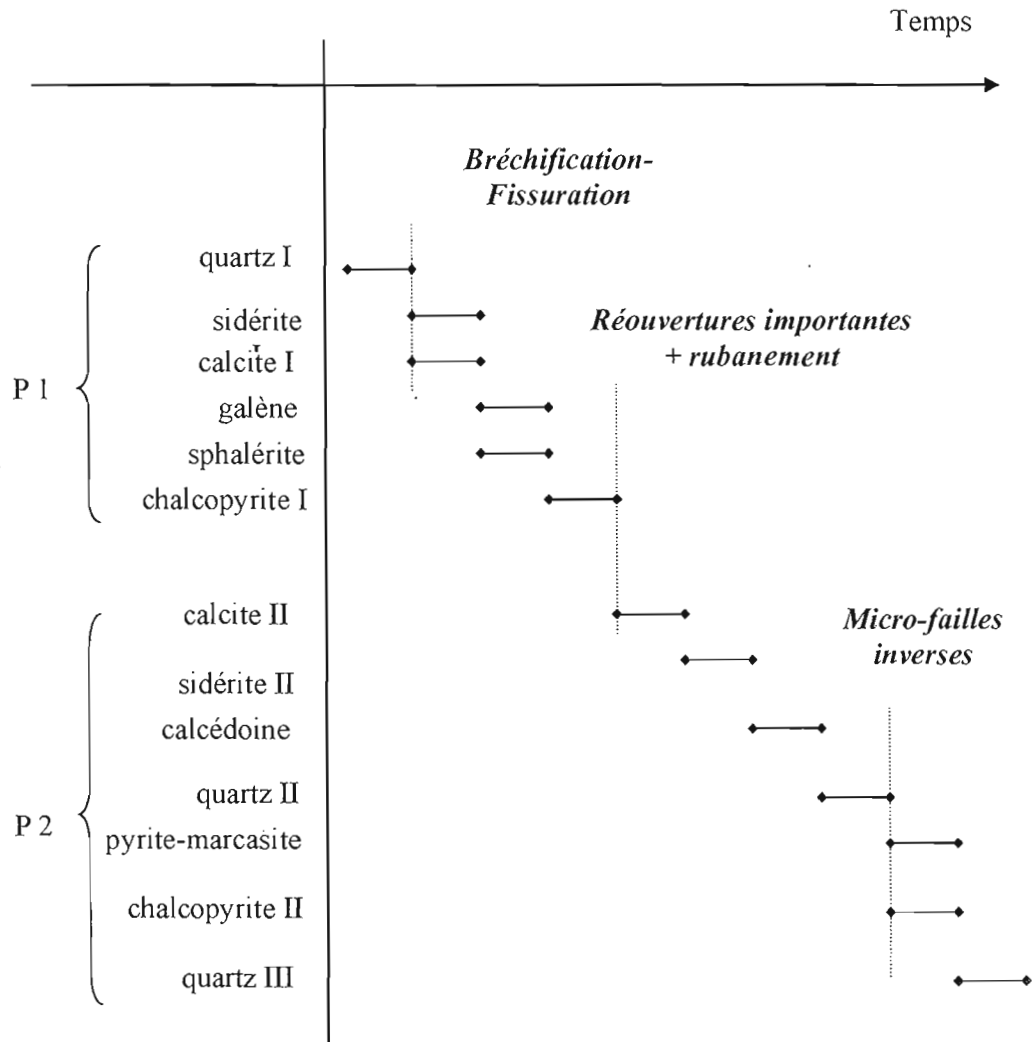 Temps
Bréchification-
Fissuration
quartz I
sidérite
Réouvertures importantes
+ rubanement
calcite I
P 1
galène
sphalérite
chalcopyrite I
calcite II
Micro-failles
inverses
sidérite II
calcédoine
quartz II
P 2
pyrite-marcasite
chalcopyrite II
quartz III